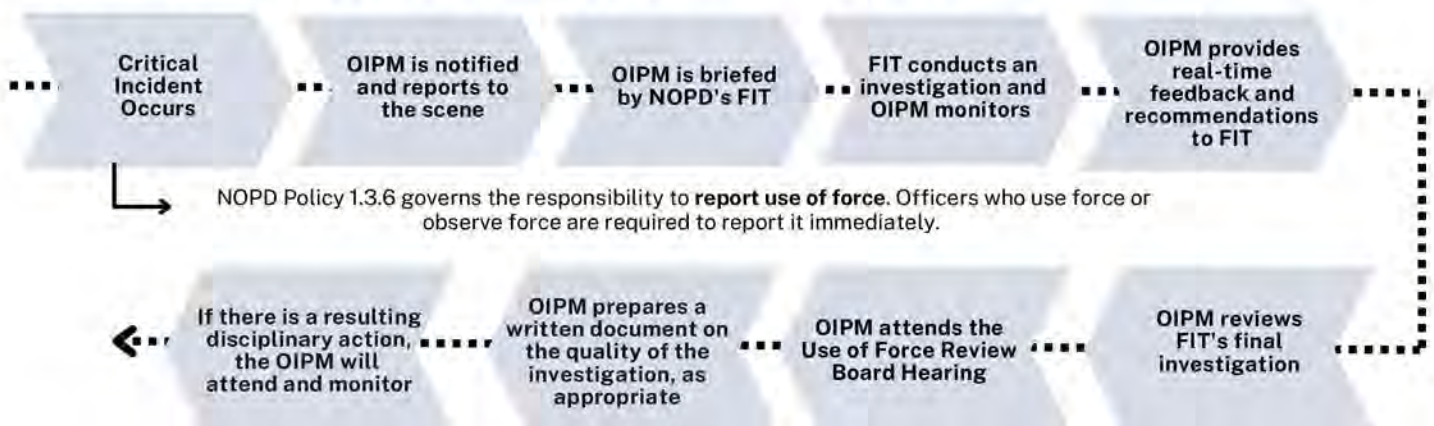 Critical
Incident
Occurs
OIPM is notified
and reports to
the scene
OIPM is briefed
by NOPD's FIT
FIT conducts an
investigation and
OIPM monitors
OIPM provides
real-time
feedback and
recommendations
to FIT
NOPD Policy 1.3.6 governs the responsibility to report use of force. Officers who use force or
observe force are required to report it immediately.
OIPM reviews
FIT's final
investigation
OIPM attends the
Use of Force Review
Board Hearing
OIPM prepares a
written document on
the quality of the
investigation, as
appropriate
If there is a resulting
disciplinary action,
the OIPM will
attend and monitor